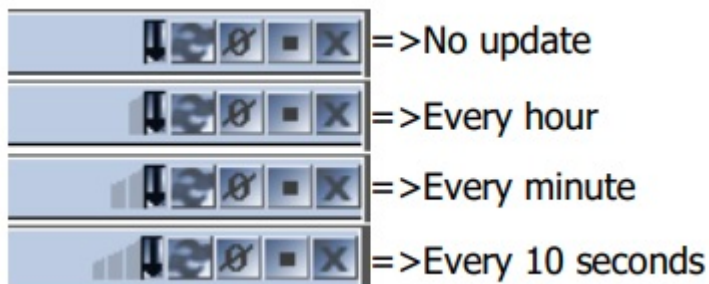 =>No update
=>Every hour
=>Every minute
=>Every 10 seconds